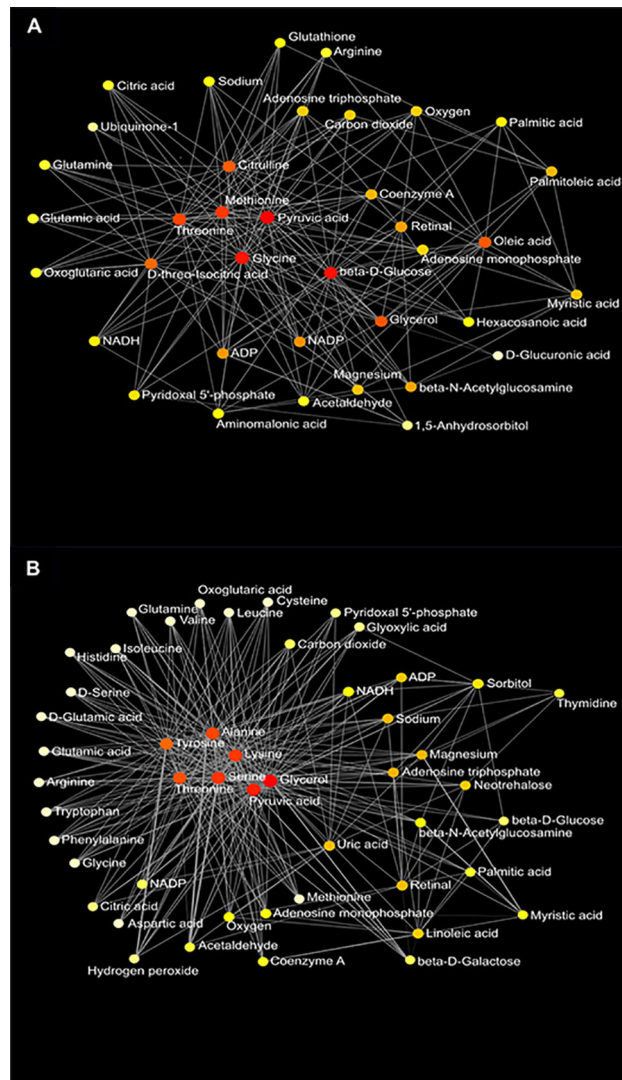 A
Glutathione
Arginine
Citric acid
Sodium
Adenosine triphosphate
Oxygen
Carbon dioxide
Palmitic acid
Ubiquinone-1
Glutamine
Citrulline
Palmitoleic acid
Coenzyme A
Methionine
Glutamic acid
Threonine
Pyruvic acid
Retinal
Oleic acid
Adenosine monophosphate
Glycine
Oxoglutaric acid
D-threo-Isocitric acid
beta-D-Glucose
Myristic acid
Glycerol
Hexacosanoic acid
NADH
NADP
ADP
D-Glucuronic acid
Magnesium
Pyridoxal 5'-phosphate
Acetaldehyde
beta-N-Acetylglucosamine
Aminomalonic acid
1,5-Anhydrosorbitol
B
Oxoglutaric acid
Cysteine
Glutamine
Leucine
Pyridoxal 5'-phosphate
Valine
Glyoxylic acid
Isoleucine
Carbon dioxide
Histidine
ADP
Sorbitol
D-Serine
NADH
Thymidine
D-Glutamic acid
Alanine
Sodium
Tyrosine
Glutamic acid
Lysine
Magnesium
Adenosine triphosphate
Arginine
Threonine
Serine
Glycerol
Neotrehalose
Pyruvic acid
Tryptophan
beta-D-Glucose
beta-N-Acetylglucosamine
Phenylalanine
Uric acid
Glycine
Palmitic acid
NADP
Retinal
Methionine
Citric acid
Myristic acid
Aspartic acid
Oxygen
Adenosine monophosphate
Linoleic acid
Acetaldehyde
Hydrogen peroxide
Coenzyme A
beta-D-Galactose